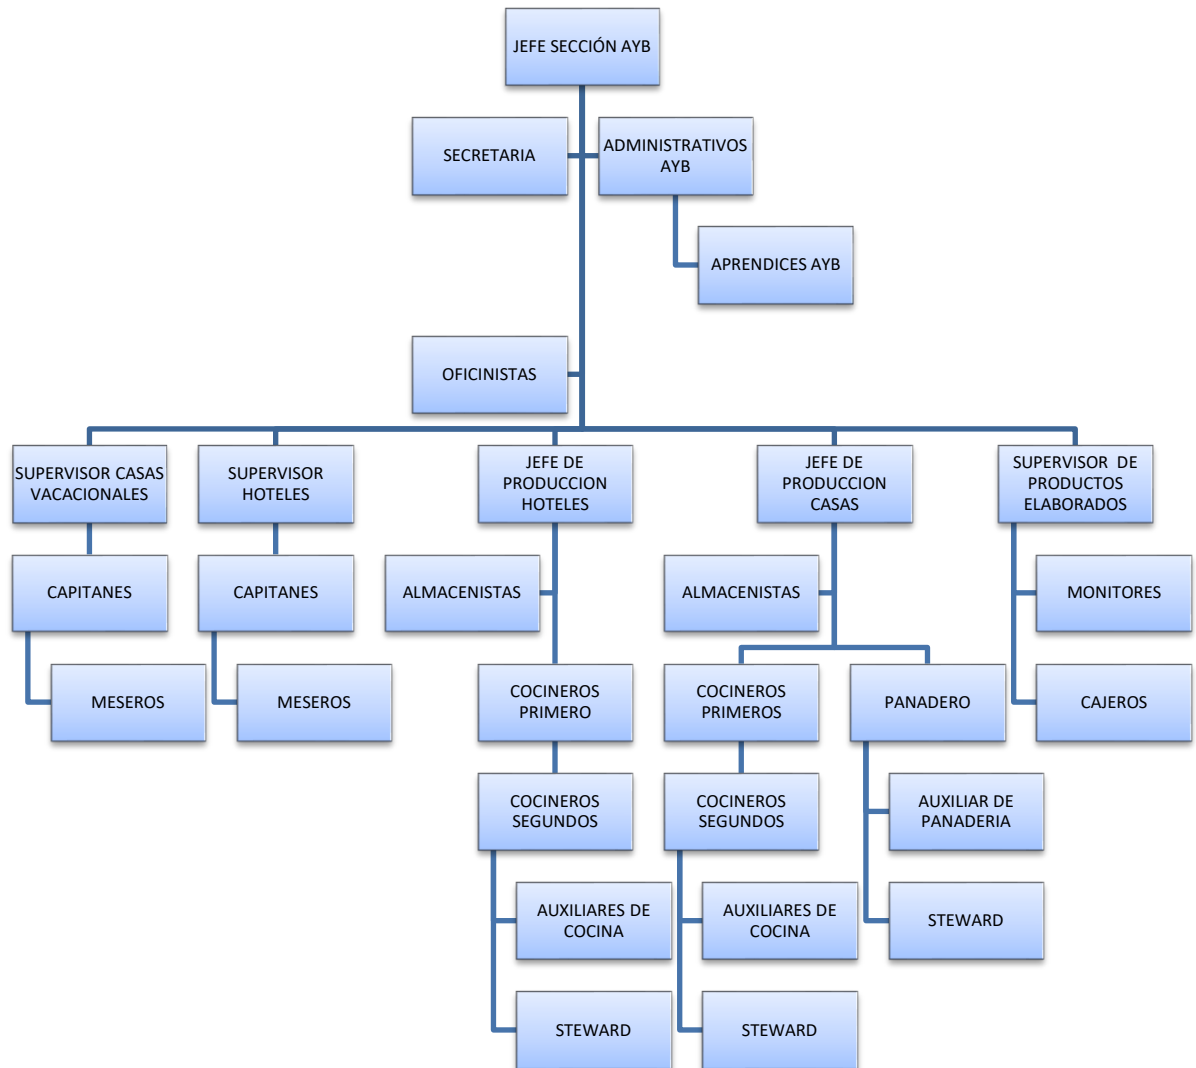 JEFE SECCIÓN AYB
SECRETARIA
ADMINISTRATIVOS
AYB
APRENDICES AYB
OFICINISTAS
SUPERVISOR CASAS
VACACIONALES
SUPERVISOR
HOTELES
JEFE DE
PRODUCCION
HOTELES
JEFE DE
PRODUCCION
CASAS
SUPERVISOR DE
PRODUCTOS
ELABORADOS
CAPITANES
CAPITANES
ALMACENISTAS
ALMACENISTAS
MONITORES
MESEROS
MESEROS
COCINEROS
PRIMERO
COCINEROS
PRIMEROS
PANADERO
CAJEROS
COCINEROS
SEGUNDOS
COCINEROS
SEGUNDOS
AUXILIAR DE
PANADERIA
AUXILIARES DE
COCINA
AUXILIARES DE
COCINA
STEWARD
STEWARD
STEWARD